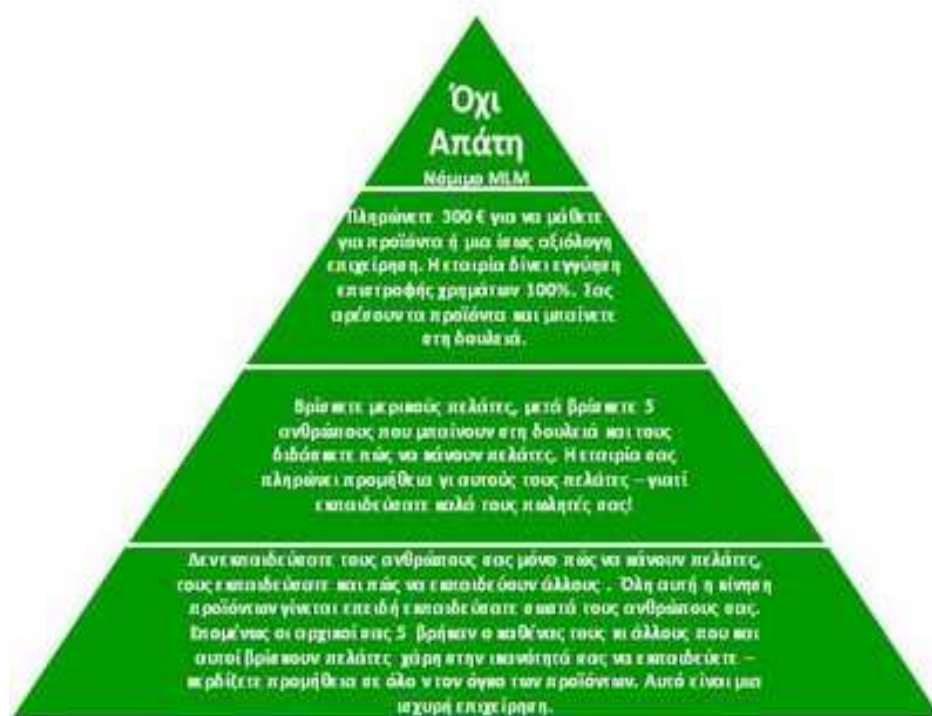 Όχι
Απάτη
Νόμιμο MLM
Πληρώνετε 300 € για να μάθετε
για προϊόντα ή μια ίσως αξιόλογη
επιχείρηση. Η εταιρία δίνει εγγύηση
επιστροφής χρημάτων 100%. Σας
αρέσουν τα προϊόντα και μπαίνετε
στη δουλειά.
Βρίσκετε μερικούς πελάτες, μετά βρίσκετε 5
ανθρώπους που μπαίνουν στη δουλειά και τους
διδάσκετε πώς να κάνουν πελάτες. Η εταιρία σας
πληρώνει προμήθεια γι αυτούς τους πελάτες – γιατί
εκπαιδεύσατε καλά τους πωλητές σας!
Δεν εκπαιδεύσατε τους ανθρώπους σας μόνο πώς να κάνουν πελάτες,
τους εκπαιδεύσατε και πώς να εκπαιδεύουν άλλους . Όλη αυτή η κίνηση
προϊόντων γίνεται επειδή εκπαιδεύσατε σωστά τους ανθρώπους σας.
Επομένως οι αρχικοί σας 5 βρήκαν ο καθένας τους κι άλλους που και
αυτοί βρίσκουν πελάτες χάρη στην ικανότητά σας να εκπαιδεύετε –
κερδίζετε προμήθεια σε όλο ν τον όγκο των προϊόντων. Αυτό είναι μια
ισχυρή επιχείρηση.